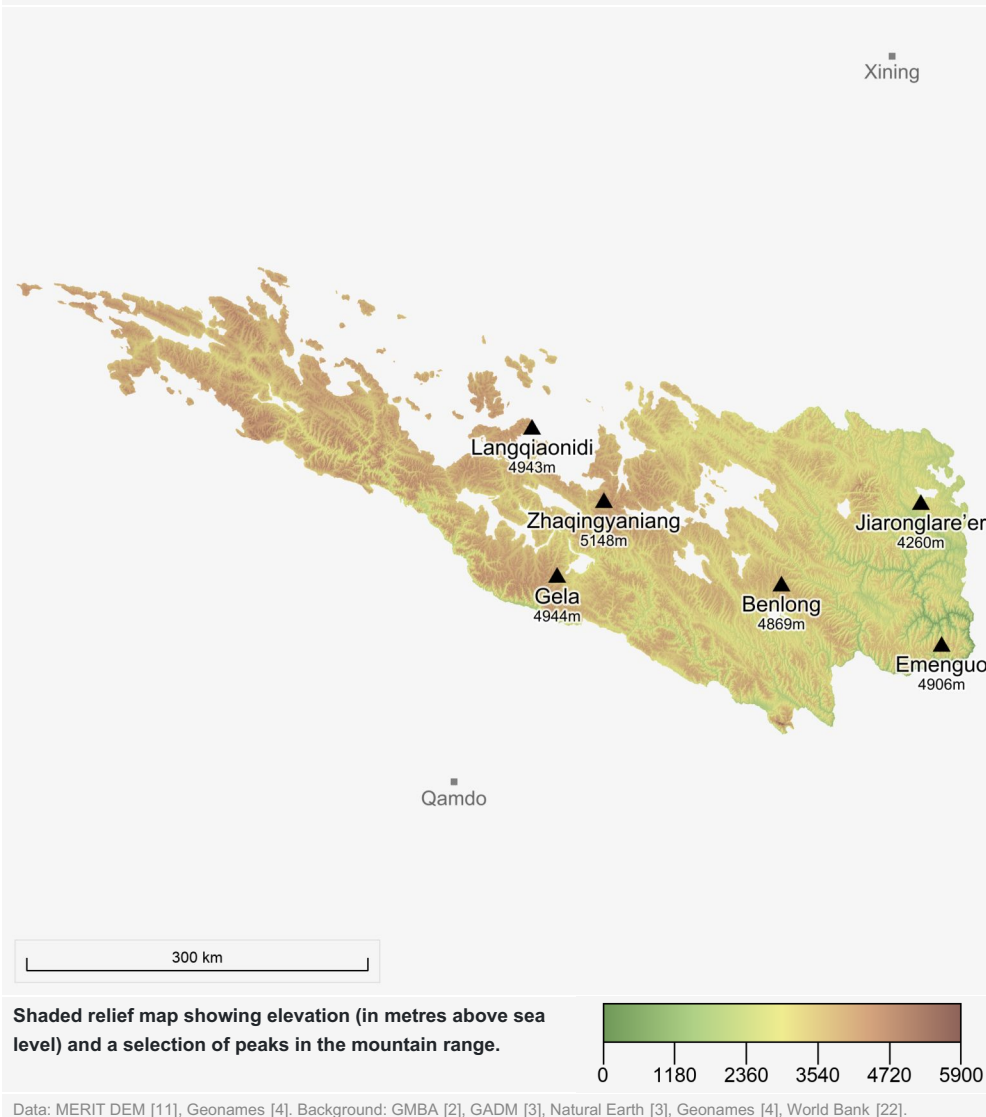 Xining
Langqiaonidi
4943m
Zhaqingyaniang
5148m
Jiaronglare'er
4260m
Gela
4944m
Benlong
4869m
Emenguo
4906m
Qamdo
300 km
Shaded relief map showing elevation (in metres above sea
level) and a selection of peaks in the mountain range.
0 1180 2360 3540 4720 5900
Data: MERIT DEM [11], Geonames [4]. Background: GMBA [2], GADM [3], Natural Earth [3], Geonames [4], World Bank [22].